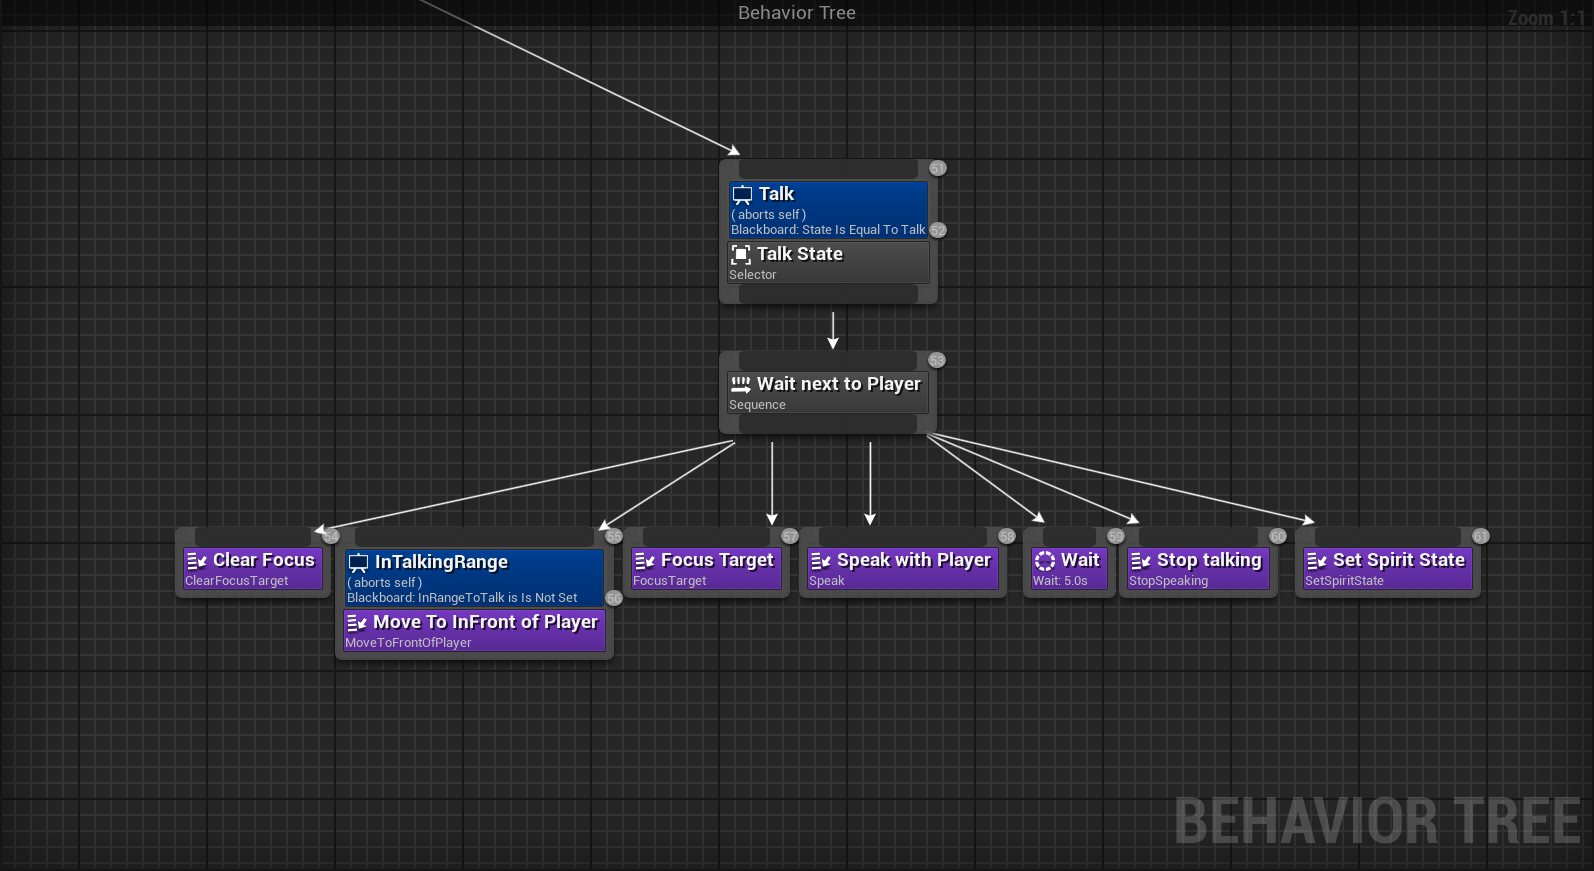 Behavior Tree
Zoom 1:1
51
Talk
( aborts self )
Blackboard: State Is Equal To Talk
52
Talk State
Selector
53
Wait next to Player
Sequence
54
Clear Focus
ClearFocusTarget
55
InTalkingRange
( aborts self )
Blackboard: InRangeToTalk is Is Not Set
56
Move To InFront of Player
MoveToFrontOfPlayer
57
Focus Target
FocusTarget
58
Speak with Player
Speak
59
Wait
Wait: 5.0s
60
Stop talking
StopSpeaking
61
Set Spirit State
SetSpiritState
BEHAVIOR TREE